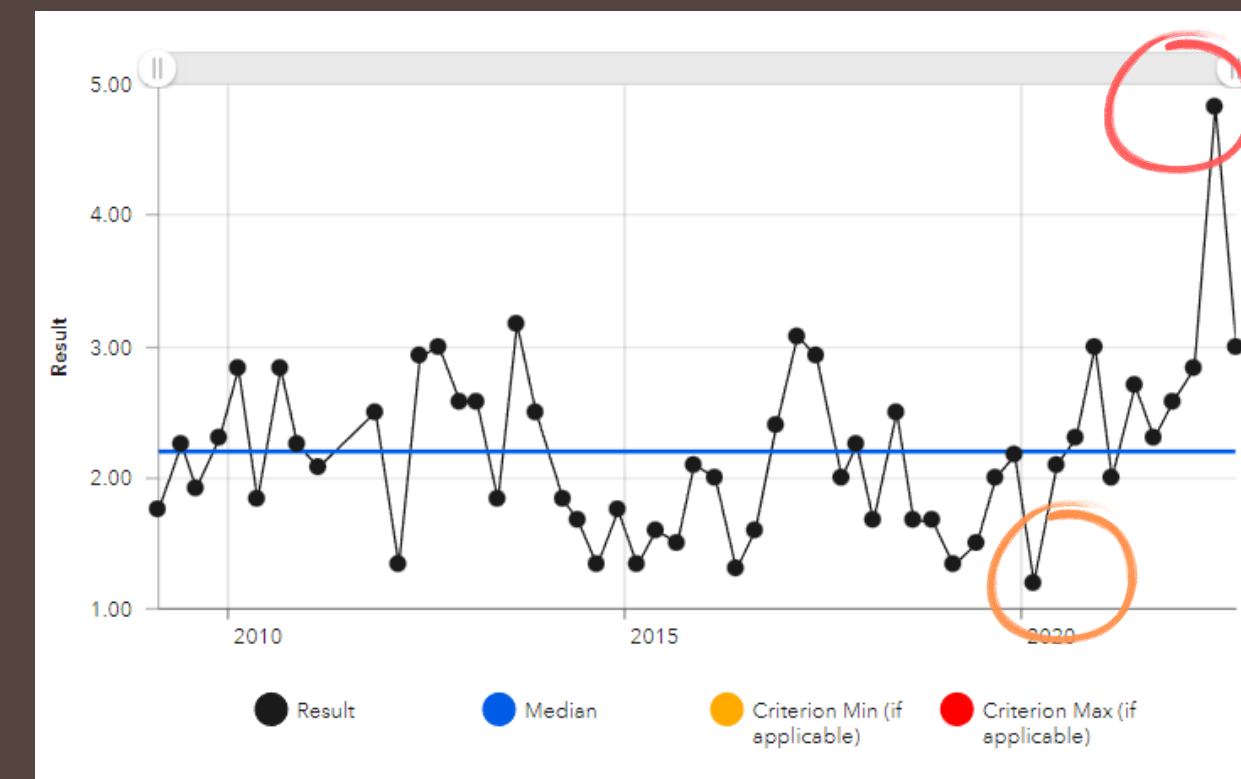 5.00
4.00
3.00
2.00
1.00
Result
2010
2015
2020
Result
Median
Criterion Min (if
applicable)
Criterion Max (if
applicable)